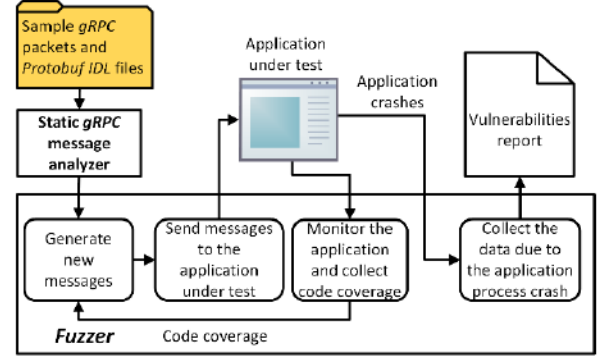 Sample gRPC
packets and
Protobuf IDL files
Static gRPC
message
analyzer
Application
under test
Application
crashes
Vulnerabilities
report
Generate
new
messages
Send messages
to the
application
under test
Monitor the
application
and collect
code coverage
Collect the
data due to
the application
process crash
Fuzzer
Code coverage